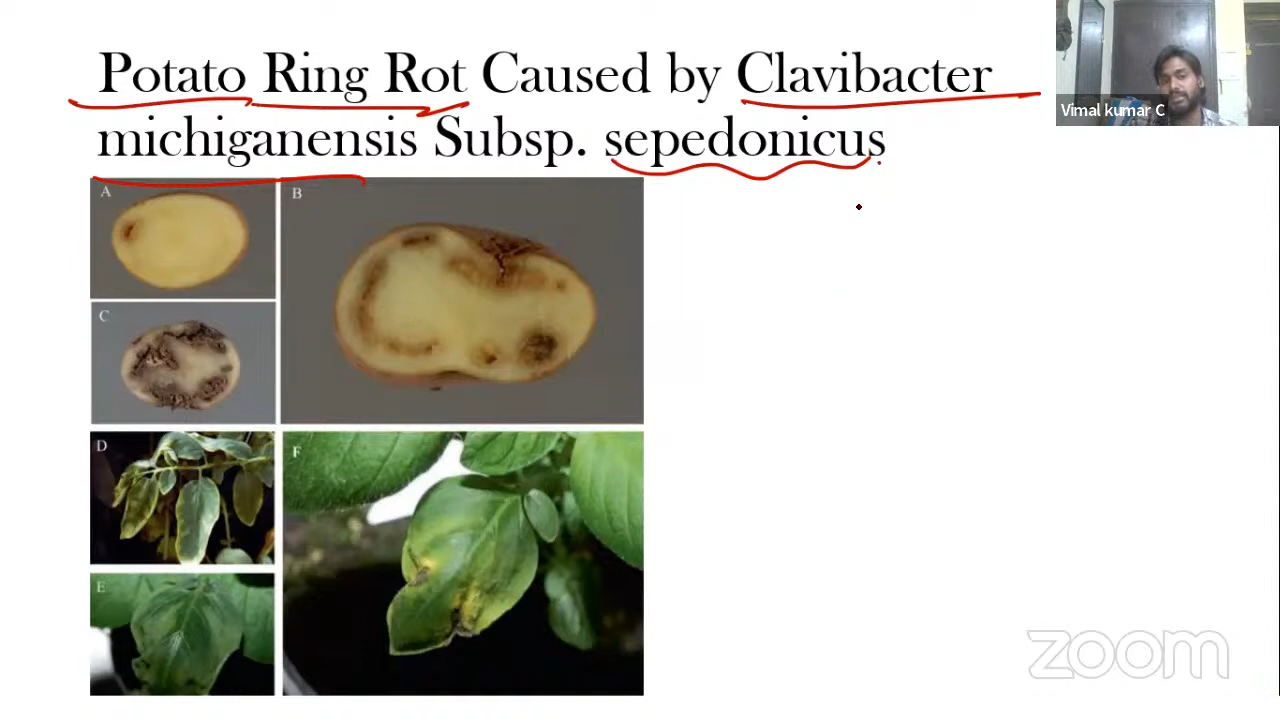 Potato Ring Rot Caused by Clavibacter
michiganensis Subsp. sepedonicus
Vimal kumar C
A
B
C
D
F
E
zoom